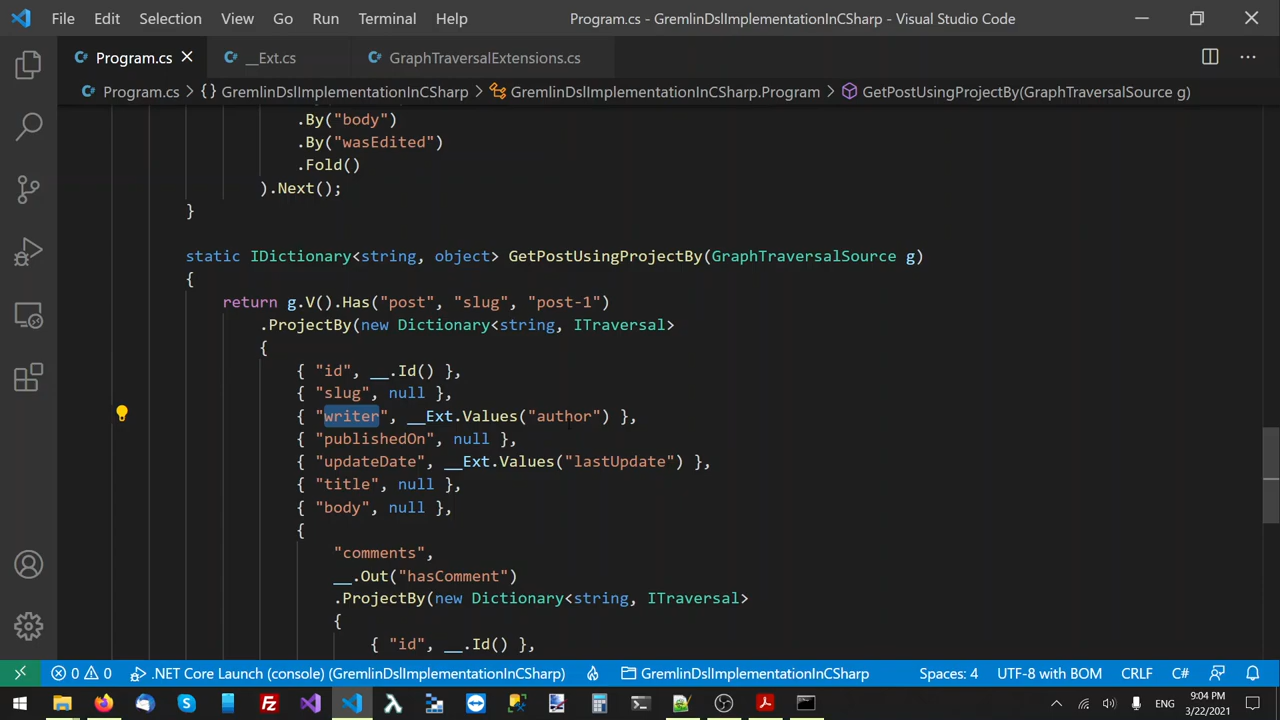 File Edit Selection View Go Run Terminal Help Program.cs - GremlinDslImplementationInCSharp - Visual Studio Code
Program.cs __Ext.cs GraphTraversalExtensions.cs
Program.cs > {} GremlinDslImplementationInCSharp > GremlinDslImplementationInCSharp.Program > GetPostUsingProjectBy(GraphTraversalSource g)
.By("body")
.By("wasEdited")
.Fold()
).Next();
}
static IDictionary<string, object> GetPostUsingProjectBy(GraphTraversalSource g)
{
return g.V().Has("post", "slug", "post-1")
.ProjectBy(new Dictionary<string, ITraversal>
{
{ "id", __.Id() },
{ "slug", null },
{ "writer", __Ext.Values("author") },
{ "publishedOn", null },
{ "updateDate", __Ext.Values("lastUpdate") },
{ "title", null },
{ "body", null },
{
"comments",
__.Out("hasComment")
.ProjectBy(new Dictionary<string, ITraversal>
{
{ "id", __.Id() },
0 0 .NET Core Launch (console) (GremlinDslImplementationInCSharp) GremlinDslImplementationInCSharp Spaces: 4 UTF-8 with BOM CRLF C#
ENG 9:04 PM
3/22/2021